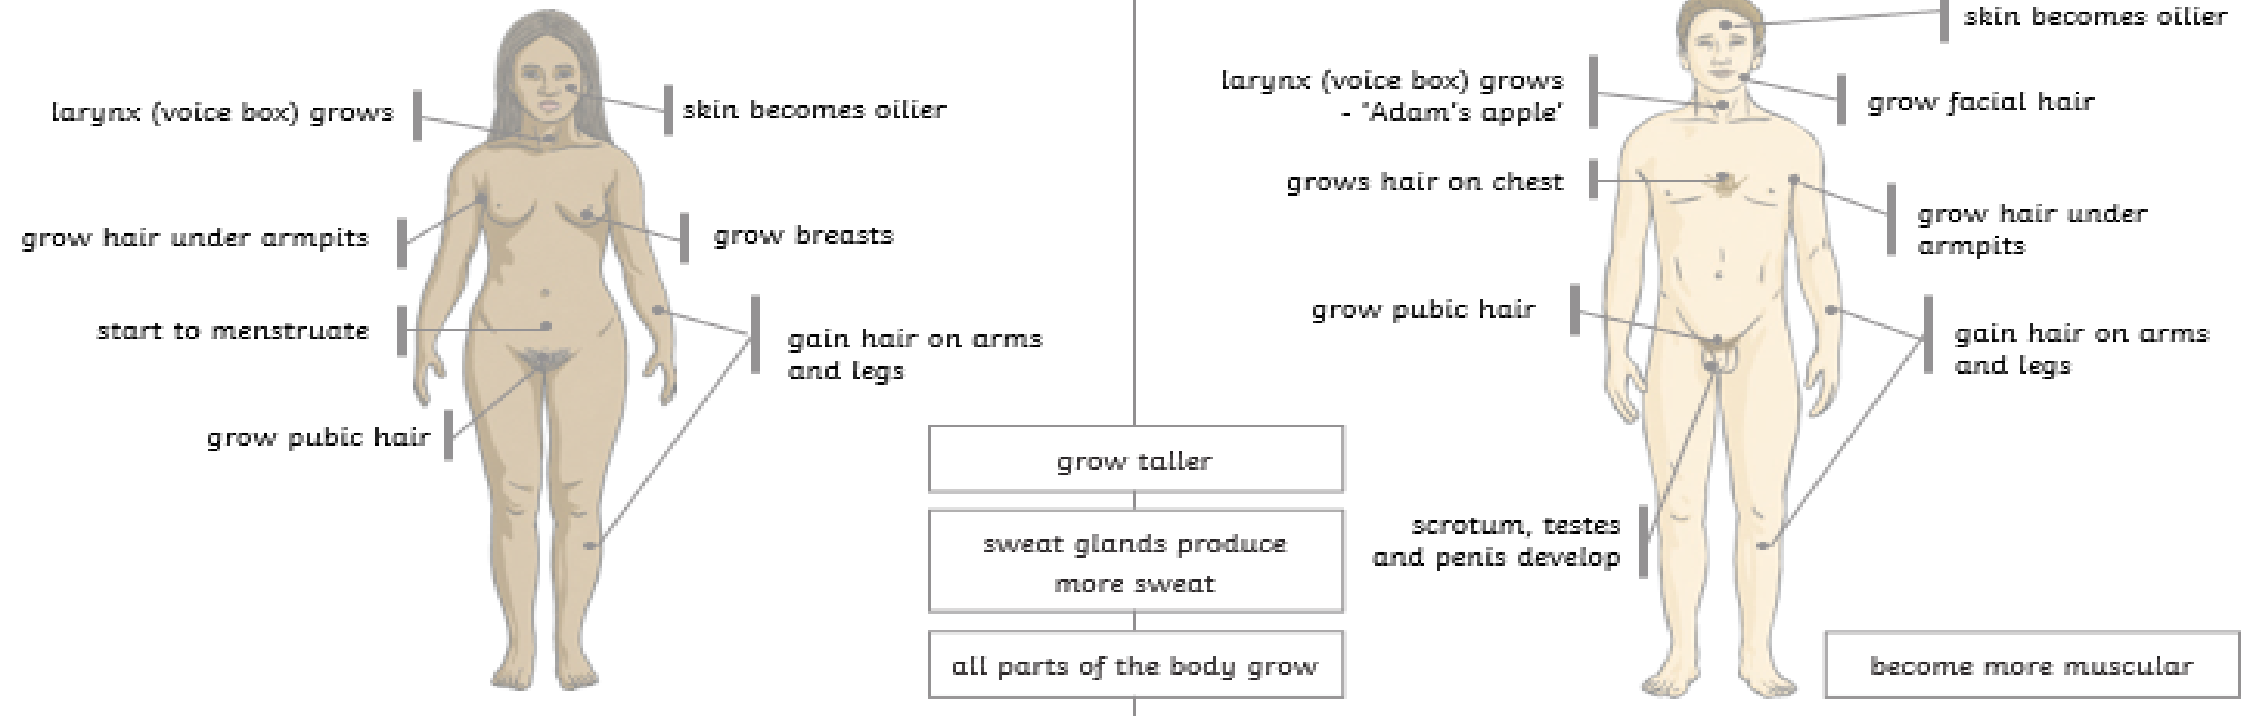 larynx (voice box) grows
skin becomes oilier
grow hair under armpits
grow breasts
start to menstruate
gain hair on arms
and legs
grow pubic hair
grow taller
sweat glands produce
more sweat
all parts of the body grow
skin becomes oilier
larynx (voice box) grows
- 'Adam's apple'
grow facial hair
grows hair on chest
grow hair under
armpits
grow pubic hair
gain hair on arms
and legs
scrotum, testes
and penis develop
become more muscular